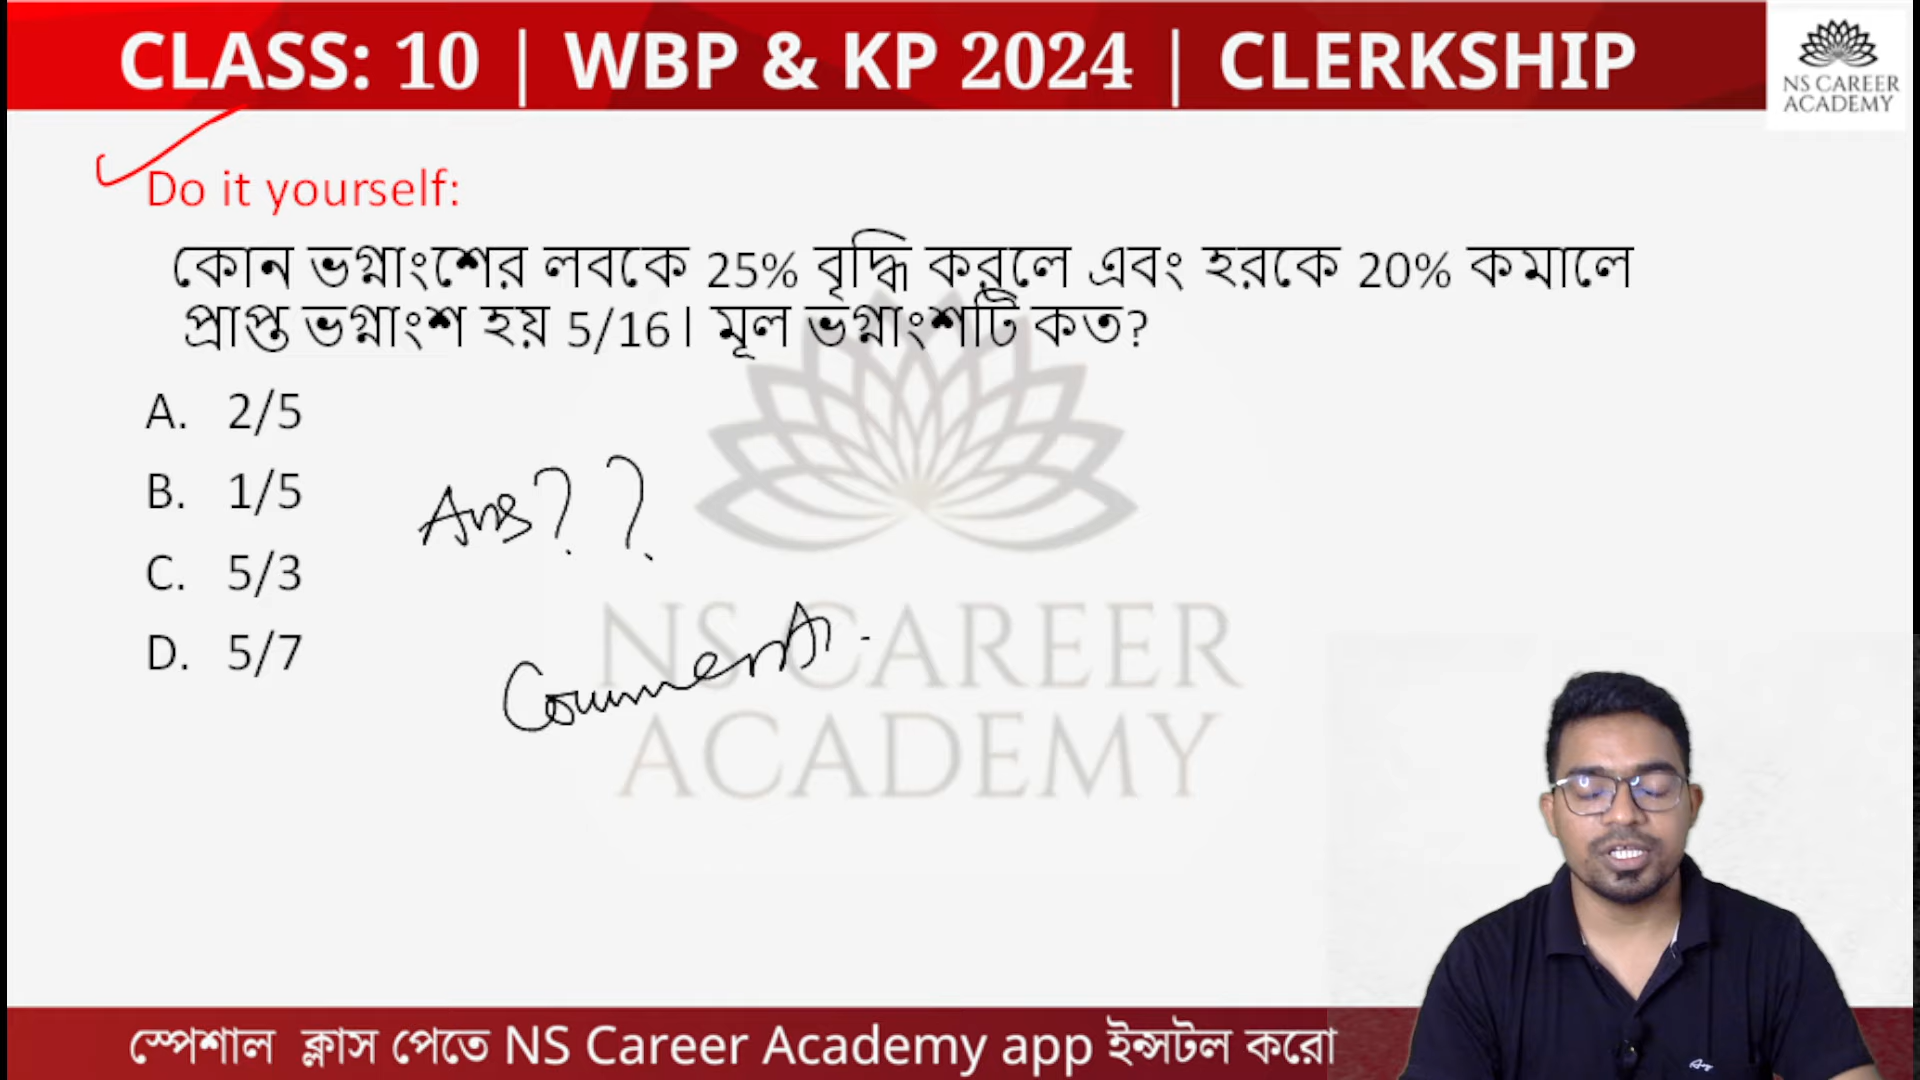 CLASS: 10 | WBP & KP 2024 | CLERKSHIP
NS CAREER
ACADEMY
Do it yourself:
কোন ভগ্নাংশের লবকে 25% বৃদ্ধি করলে এবং হরকে 20% কমালে
প্রাপ্ত ভগ্নাংশ হয় 5/16। মূল ভগ্নাংশটি কত?
A. 2/5
B. 1/5
C. 5/3
D. 5/7
Ans??
Comment.
NS CAREER
ACADEMY
স্পেশাল ক্লাস পেতে NS Career Academy app ইন্সটল করো